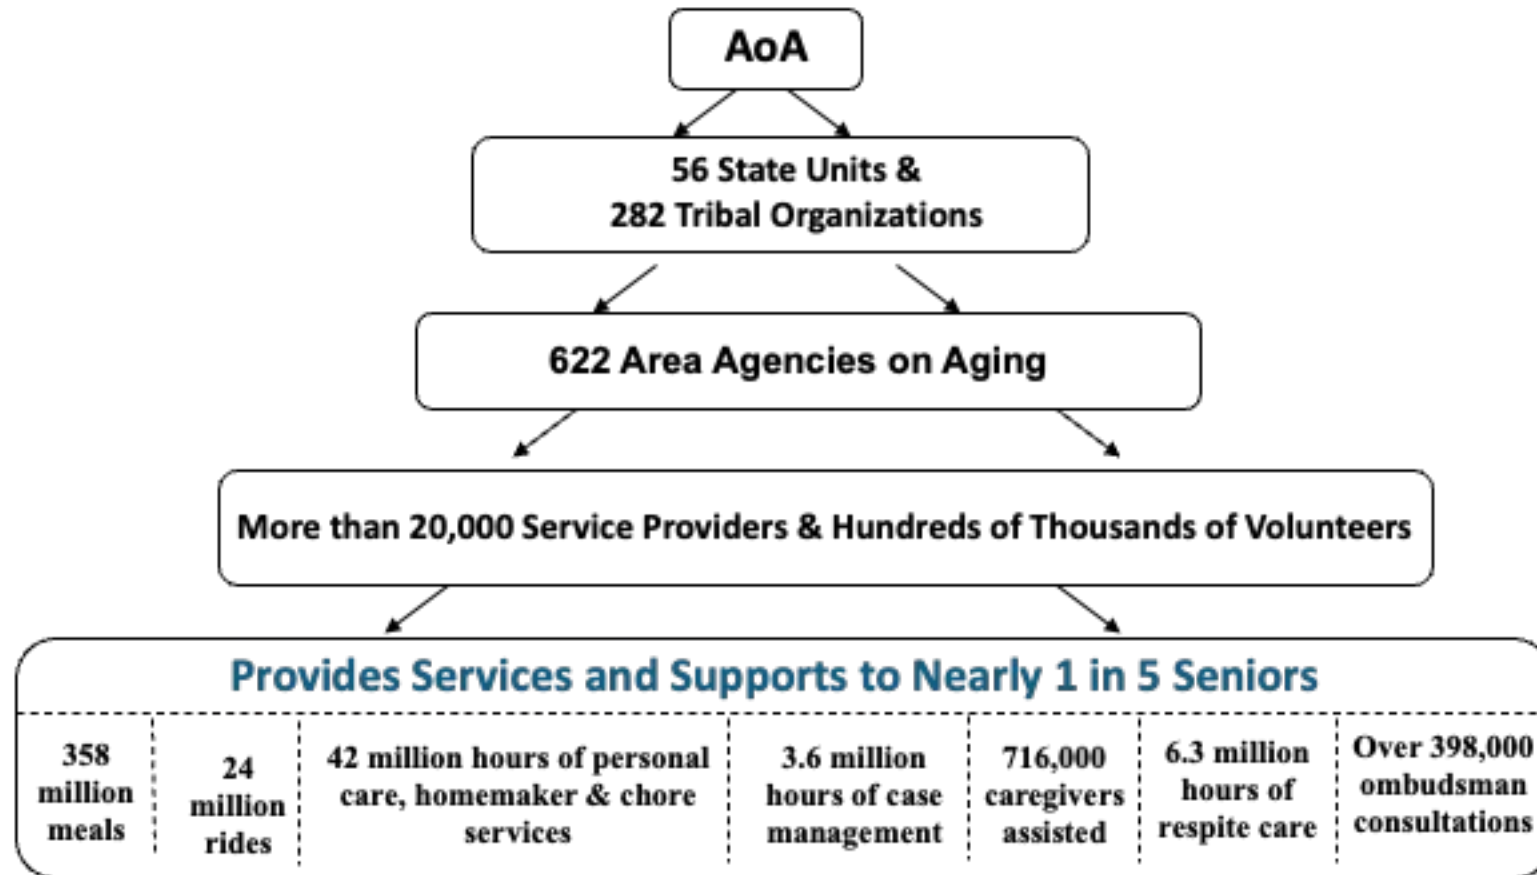 AoA
56 State Units &
282 Tribal Organizations
622 Area Agencies on Aging
More than 20,000 Service Providers & Hundreds of Thousands of Volunteers
Provides Services and Supports to Nearly 1 in 5 Seniors
358
million
meals
24
million
rides
42 million hours of personal
care, homemaker & chore
services
3.6 million
hours of case
management
716,000
caregivers
assisted
6.3 million
hours of
respite care
Over 398,000
ombudsman
consultations